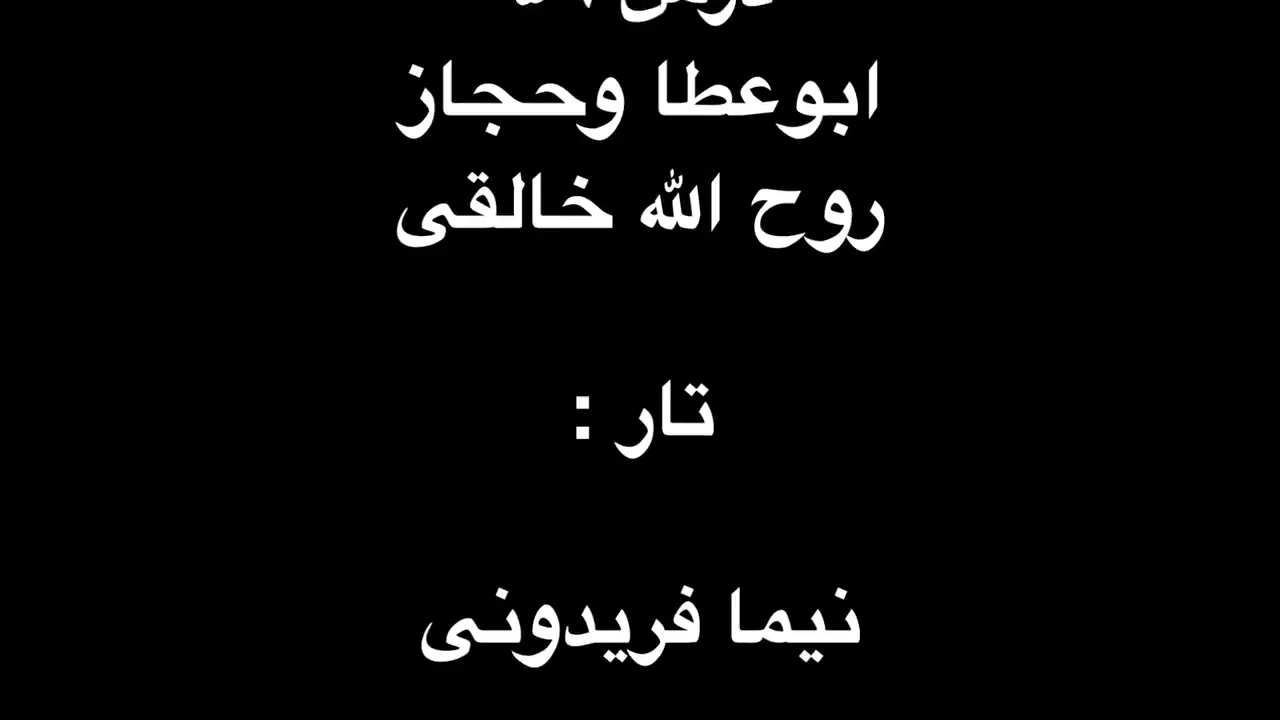 ابوعطا وحجاز
روح الله خالقی
تار :
نیما فریدونی